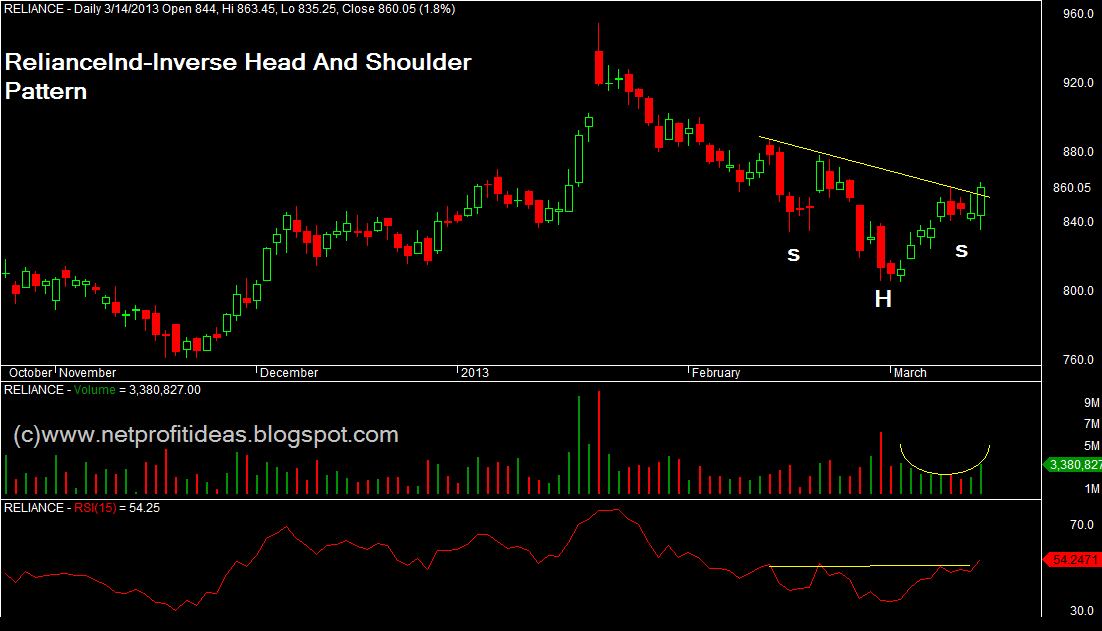 RELIANCE - Daily 3/14/2013 Open 844, Hi 863.45, Lo 835.25, Close 860.05 (1.8%)
960.0
RelianceInd-Inverse Head And Shoulder
Pattern
920.0
880.0
860.05
840.0
S
S
H
800.0
760.0
October November December 2013 February March
RELIANCE - Volume = 3,380,827.00
9M
7M
(c)www.netprofitideas.blogspot.com
5M
3,380,827
1M
RELIANCE - RSI(15) = 54.25
70.0
54.2471
30.0